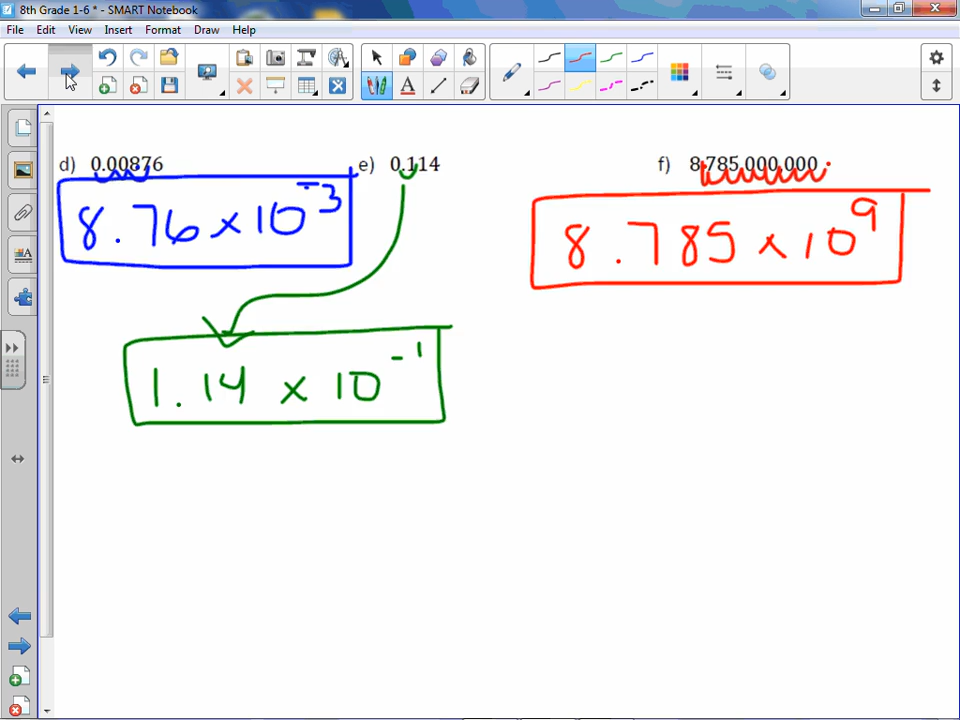 8th Grade 1-6 * - SMART Notebook
File Edit View Insert Format Draw Help
d) 0.00876 e) 0.114 f) 8,785,000,000
8.76 x 10⁻³
8.785 x 10⁹
1.14 x 10⁻¹